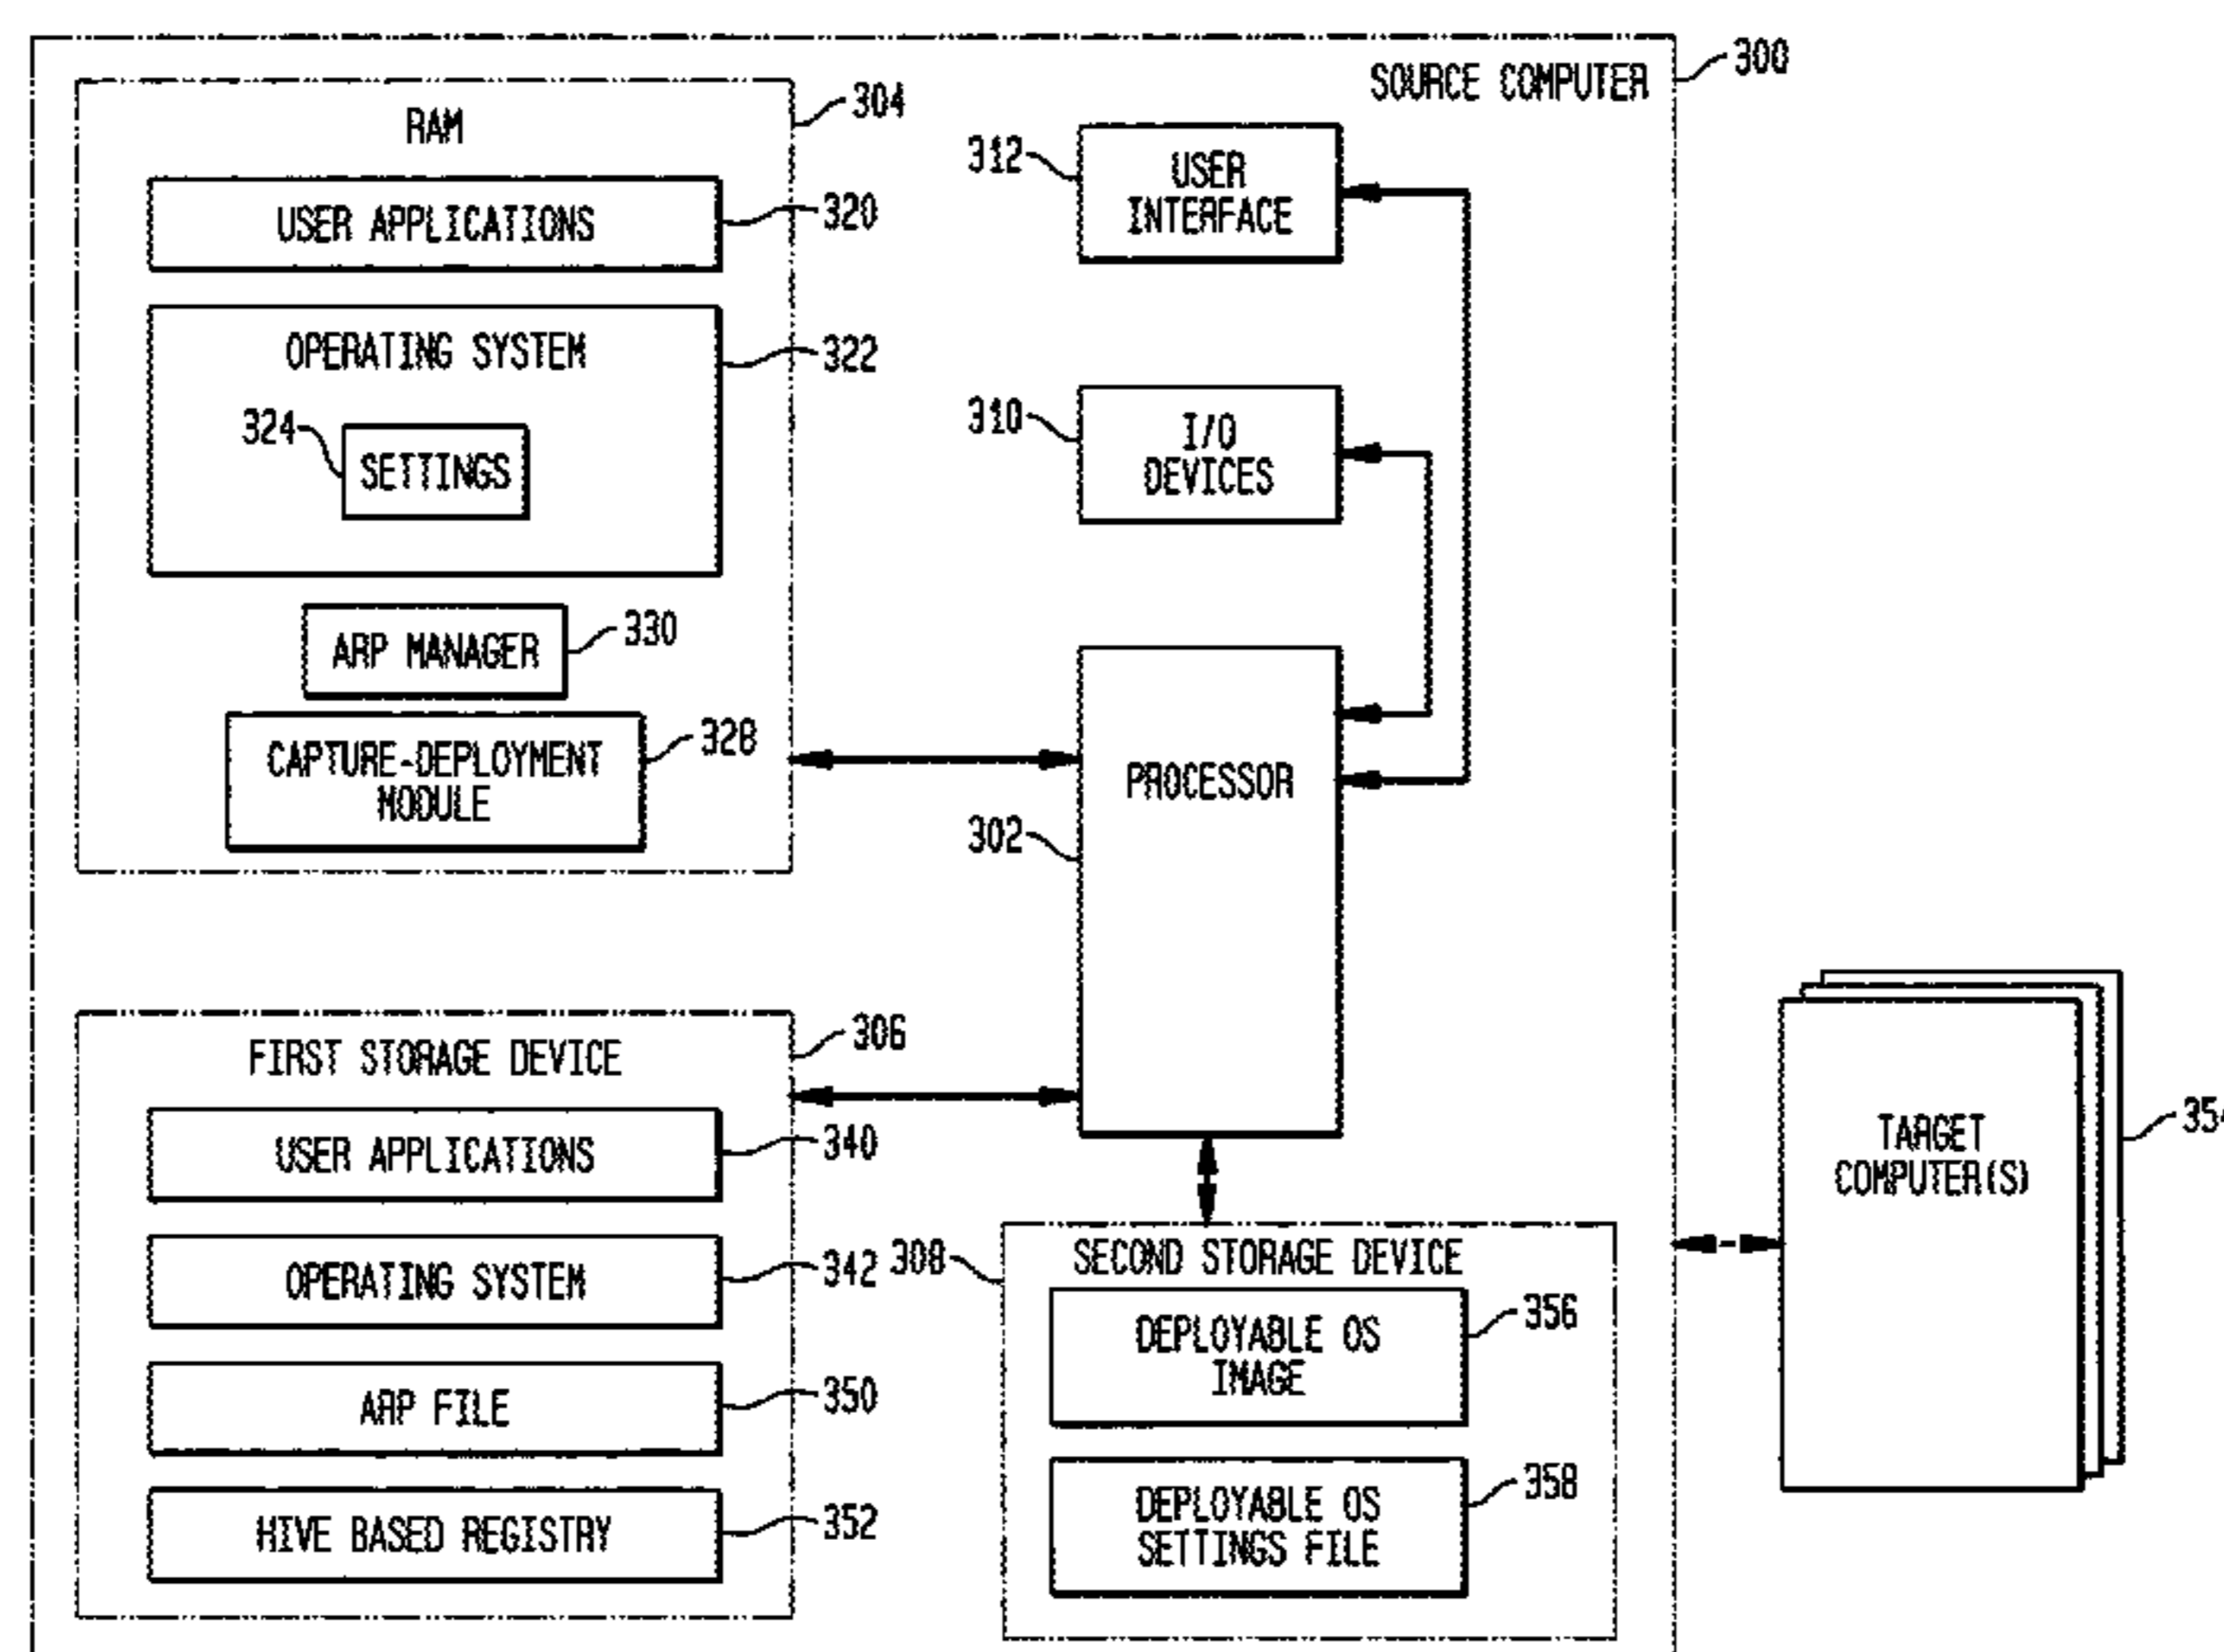 SOURCE COMPUTER
300
RAM
304
USER APPLICATIONS
320
OPERATING SYSTEM
322
324
SETTINGS
ARP MANAGER
330
CAPTURE-DEPLOYMENT
MODULE
328
312
USER
INTERFACE
310
I/O
DEVICES
PROCESSOR
302
FIRST STORAGE DEVICE
306
USER APPLICATIONS
340
OPERATING SYSTEM
342
ARP FILE
350
HIVE BASED REGISTRY
352
308
SECOND STORAGE DEVICE
DEPLOYABLE OS
IMAGE
356
DEPLOYABLE OS
SETTINGS FILE
358
TARGET
COMPUTER(S)
354